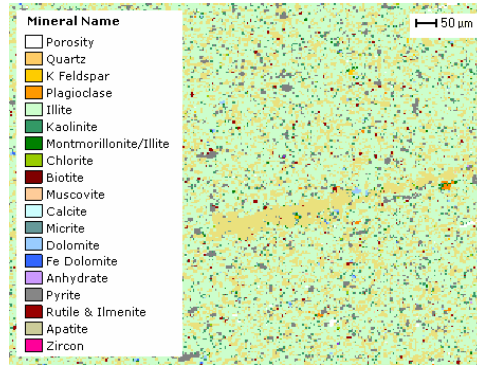 Mineral Name
Porosity
Quartz
K Feldspar
Plagioclase
Illite
Kaolinite
Montmorillonite/Illite
Chlorite
Biotite
Muscovite
Calcite
Micrite
Dolomite
Fe Dolomite
Anhydrate
Pyrite
Rutile & Ilmenite
Apatite
Zircon
50 µm